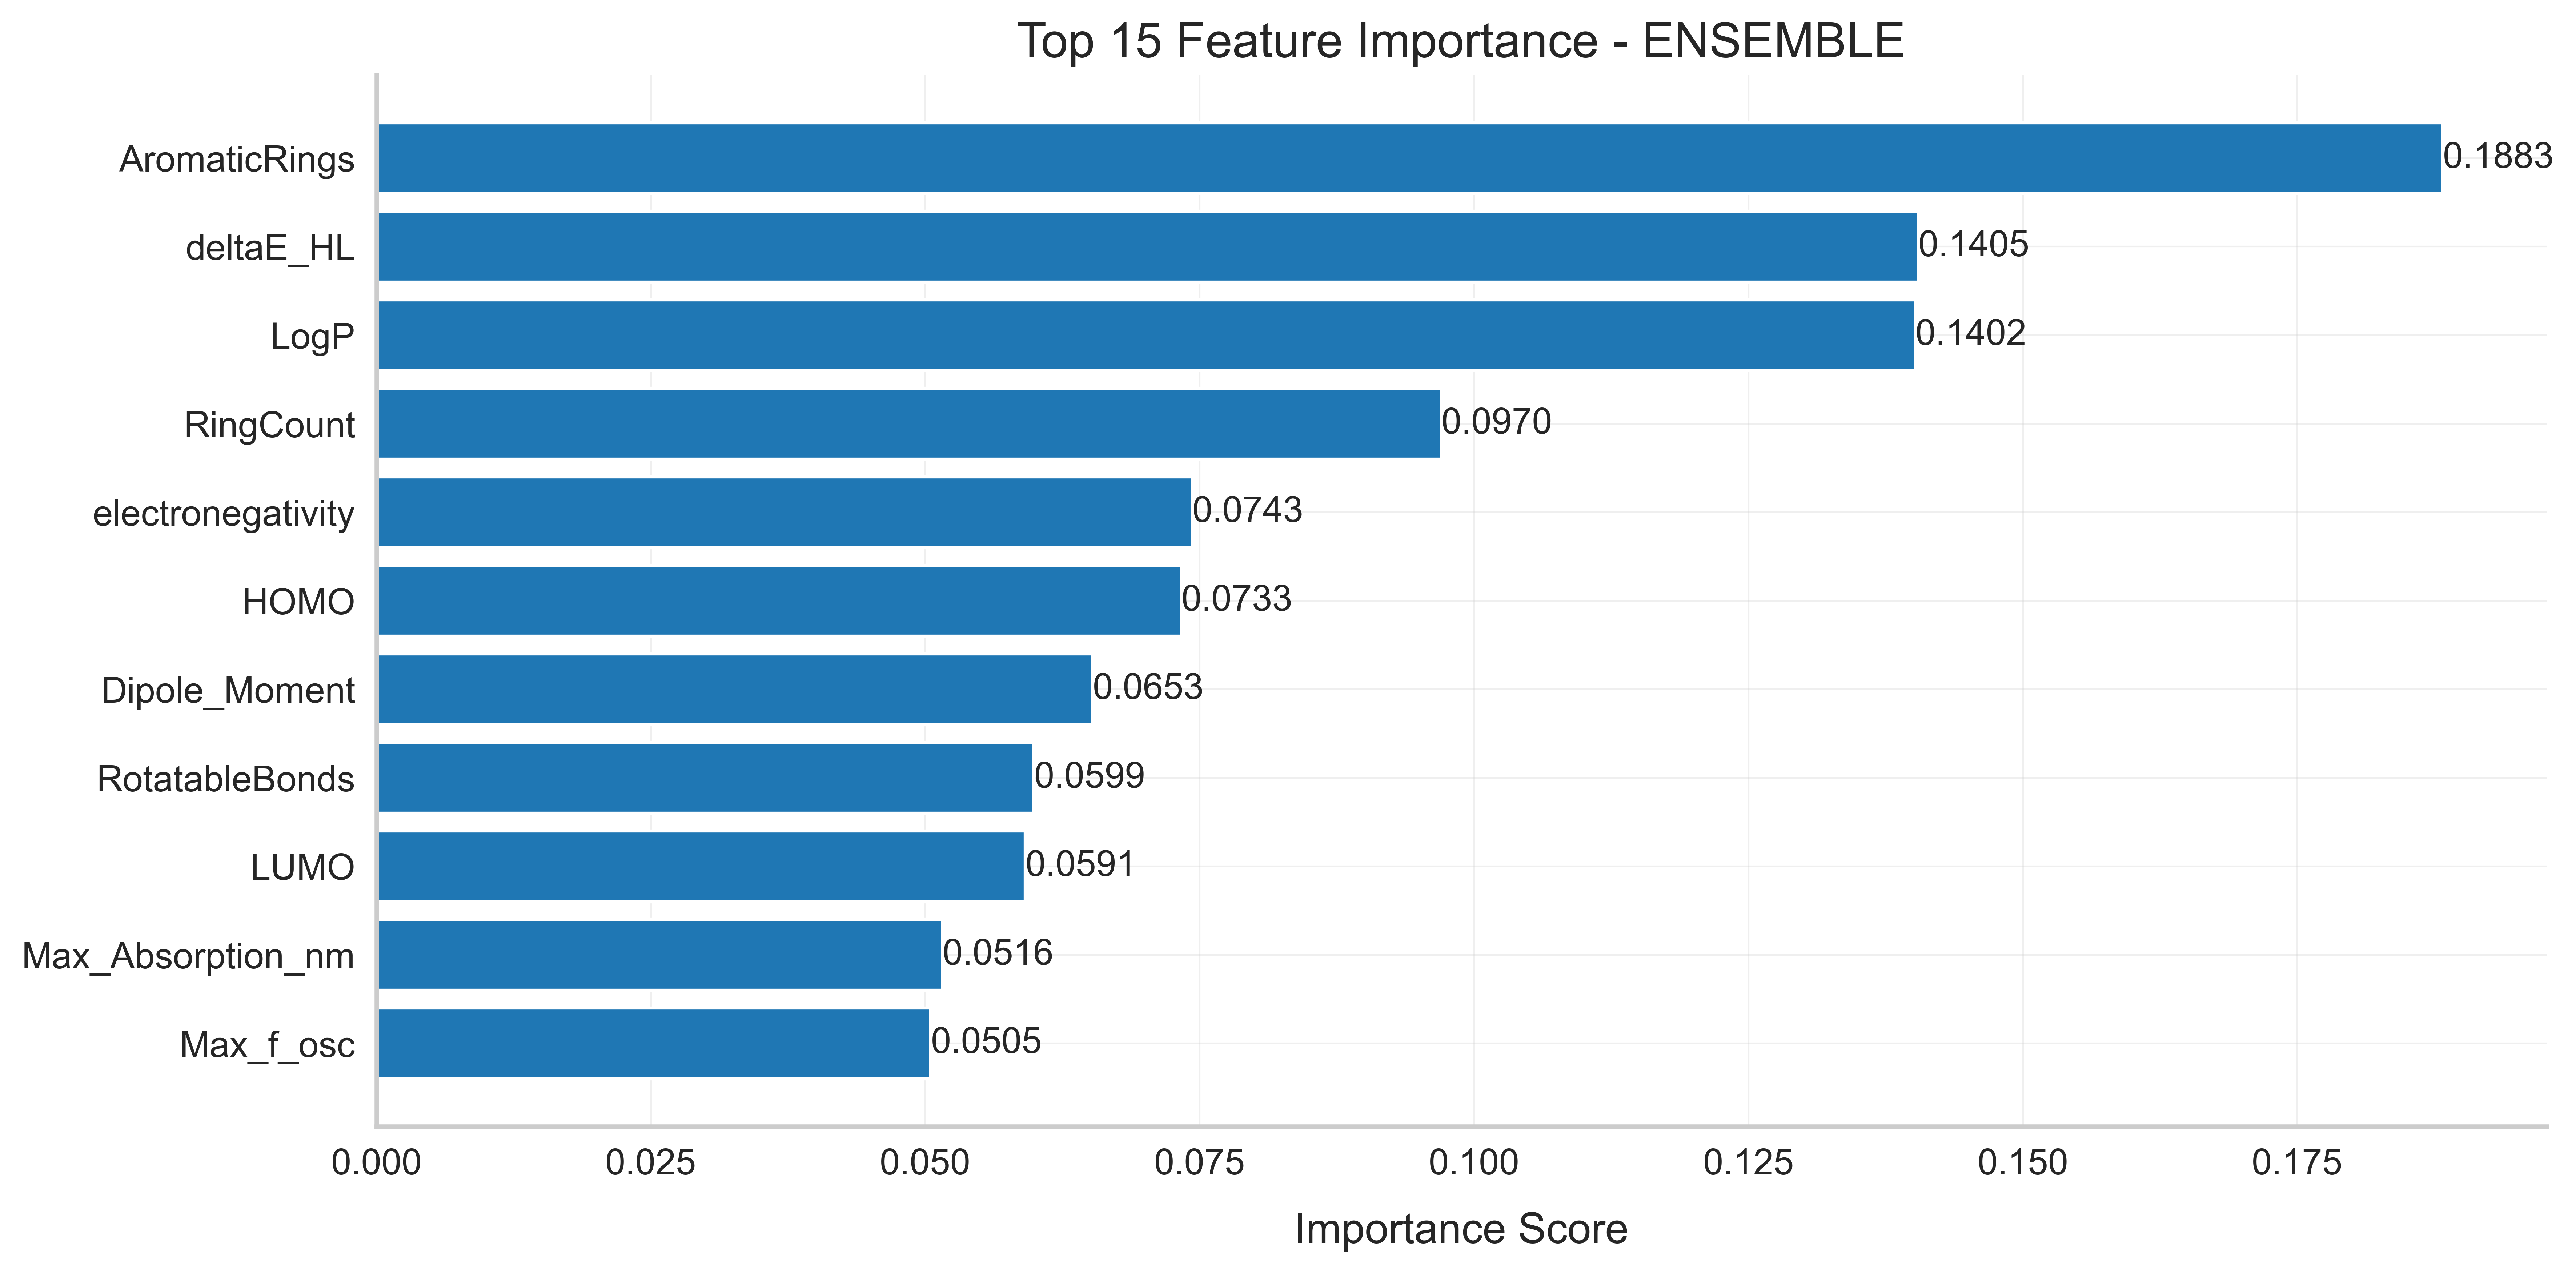 Top 15 Feature Importance - ENSEMBLE
AromaticRings 0.1883
deltaE_HL 0.1405
LogP 0.1402
RingCount 0.0970
electronegativity 0.0743
HOMO 0.0733
Dipole_Moment 0.0653
RotatableBonds 0.0599
LUMO 0.0591
Max_Absorption_nm 0.0516
Max_f_osc 0.0505
0.000 0.025 0.050 0.075 0.100 0.125 0.150 0.175
Importance Score